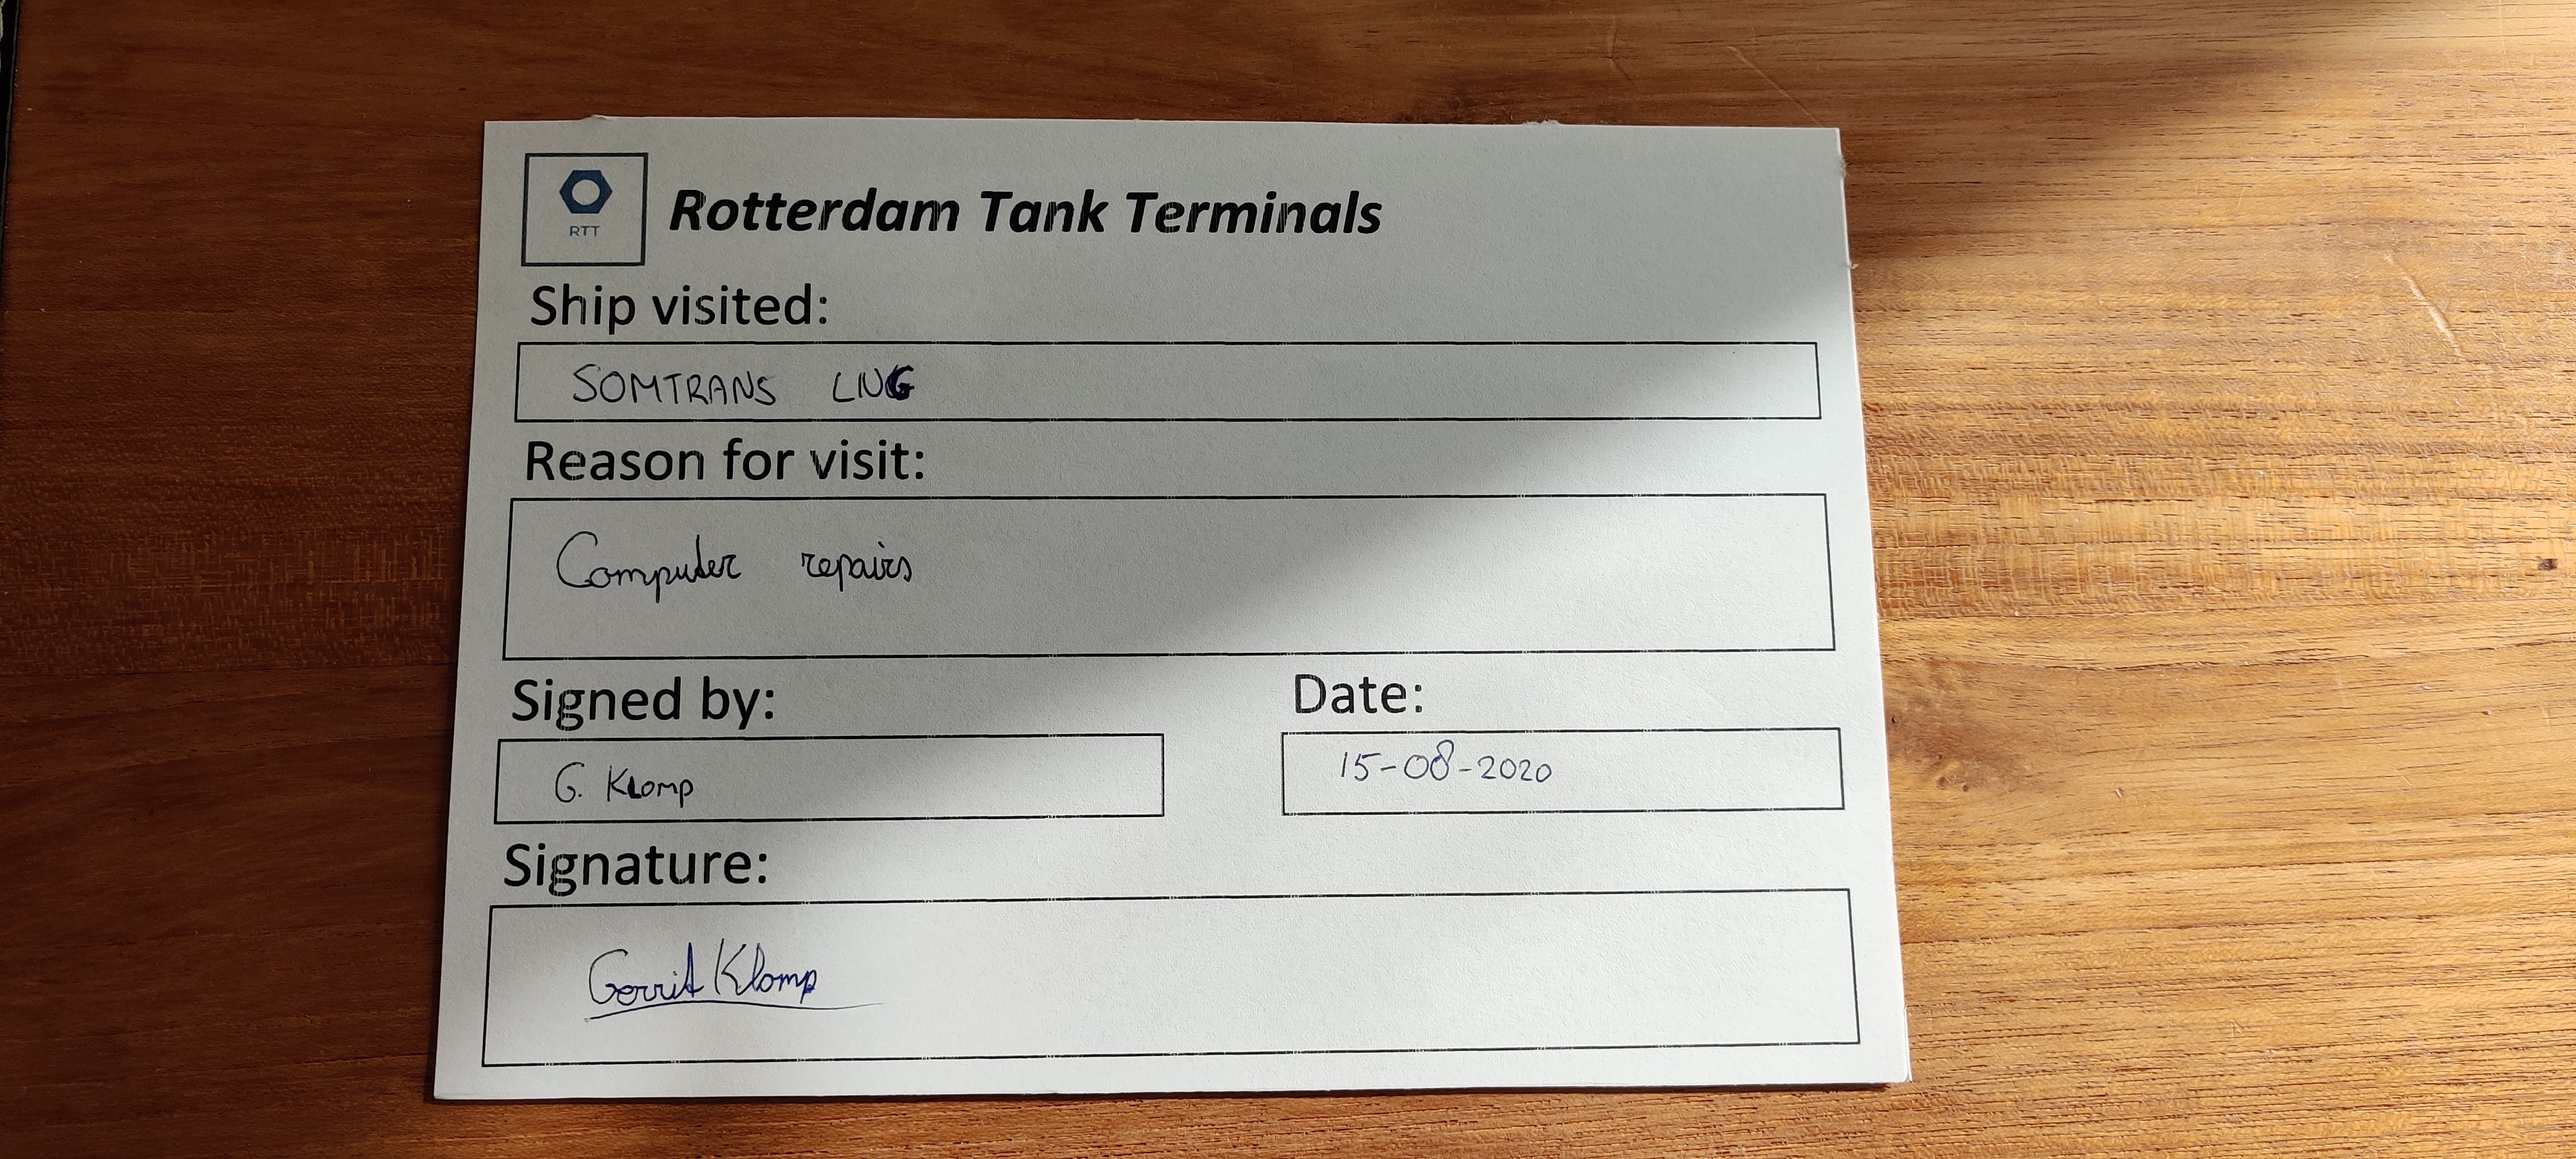 RTT
Rotterdam Tank Terminals
Ship visited:
SOMTRANS LNG
Reason for visit:
Computer repairs
Signed by:
G. Klomp
Date:
15-08-2020
Signature:
Gerrit Klomp